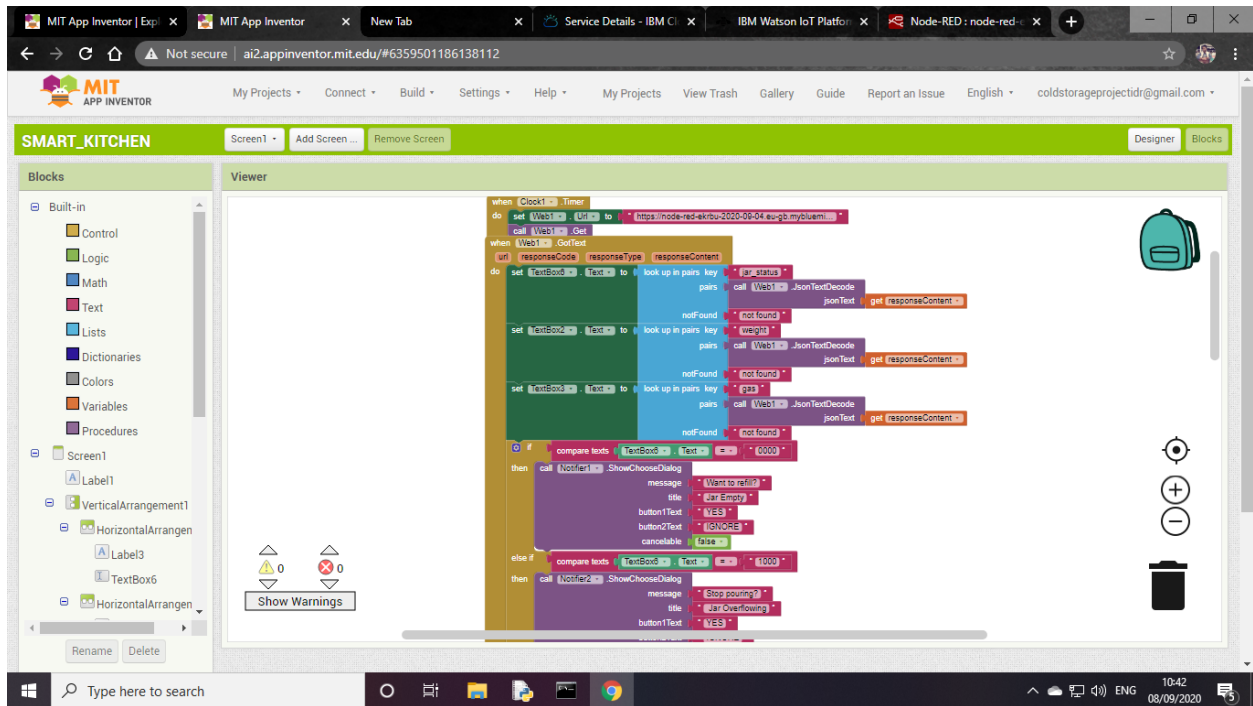 MIT App Inventor | Expl
MIT App Inventor
New Tab
Service Details - IBM Cl
IBM Watson IoT Platfor
Node-RED : node-red-e
Not secure | ai2.appinventor.mit.edu/#6359501186138112
MIT
APP INVENTOR
My Projects
Connect
Build
Settings
Help
My Projects
View Trash
Gallery
Guide
Report an Issue
English
coldstorageprojectidr@gmail.com
SMART_KITCHEN
Screen1
Add Screen ...
Remove Screen
Designer
Blocks
Blocks
Built-in
Control
Logic
Math
Text
Lists
Dictionaries
Colors
Variables
Procedures
Screen1
Label1
VerticalArrangement1
HorizontalArrangen
Label3
TextBox6
HorizontalArrangen
Rename
Delete
Viewer
when Clock1 .Timer
do set Web1 . Url to "https://node-red-ekrbu-2020-09-04.eu-gb.mybluemi..."
call Web1 .Get
when Web1 .GotText
url responseCode responseType responseContent
do set TextBox6 . Text to look up in pairs key "jar_status"
pairs call Web1 .JsonTextDecode
jsonText get responseContent
notFound "not found"
set TextBox2 . Text to look up in pairs key "weight"
pairs call Web1 .JsonTextDecode
jsonText get responseContent
notFound "not found"
set TextBox3 . Text to look up in pairs key "gas"
pairs call Web1 .JsonTextDecode
jsonText get responseContent
notFound "not found"
if compare texts TextBox6 . Text = "0000"
then call Notifier1 .ShowChooseDialog
message "Want to refill?"
title "Jar Empty"
button1Text "YES"
button2Text "IGNORE"
cancelable false
else if compare texts TextBox6 . Text = "1000"
then call Notifier2 .ShowChooseDialog
message "Stop pouring?"
title "Jar Overflowing"
button1Text "YES"
0
0
Show Warnings
Type here to search
ENG
10:42
08/09/2020
5